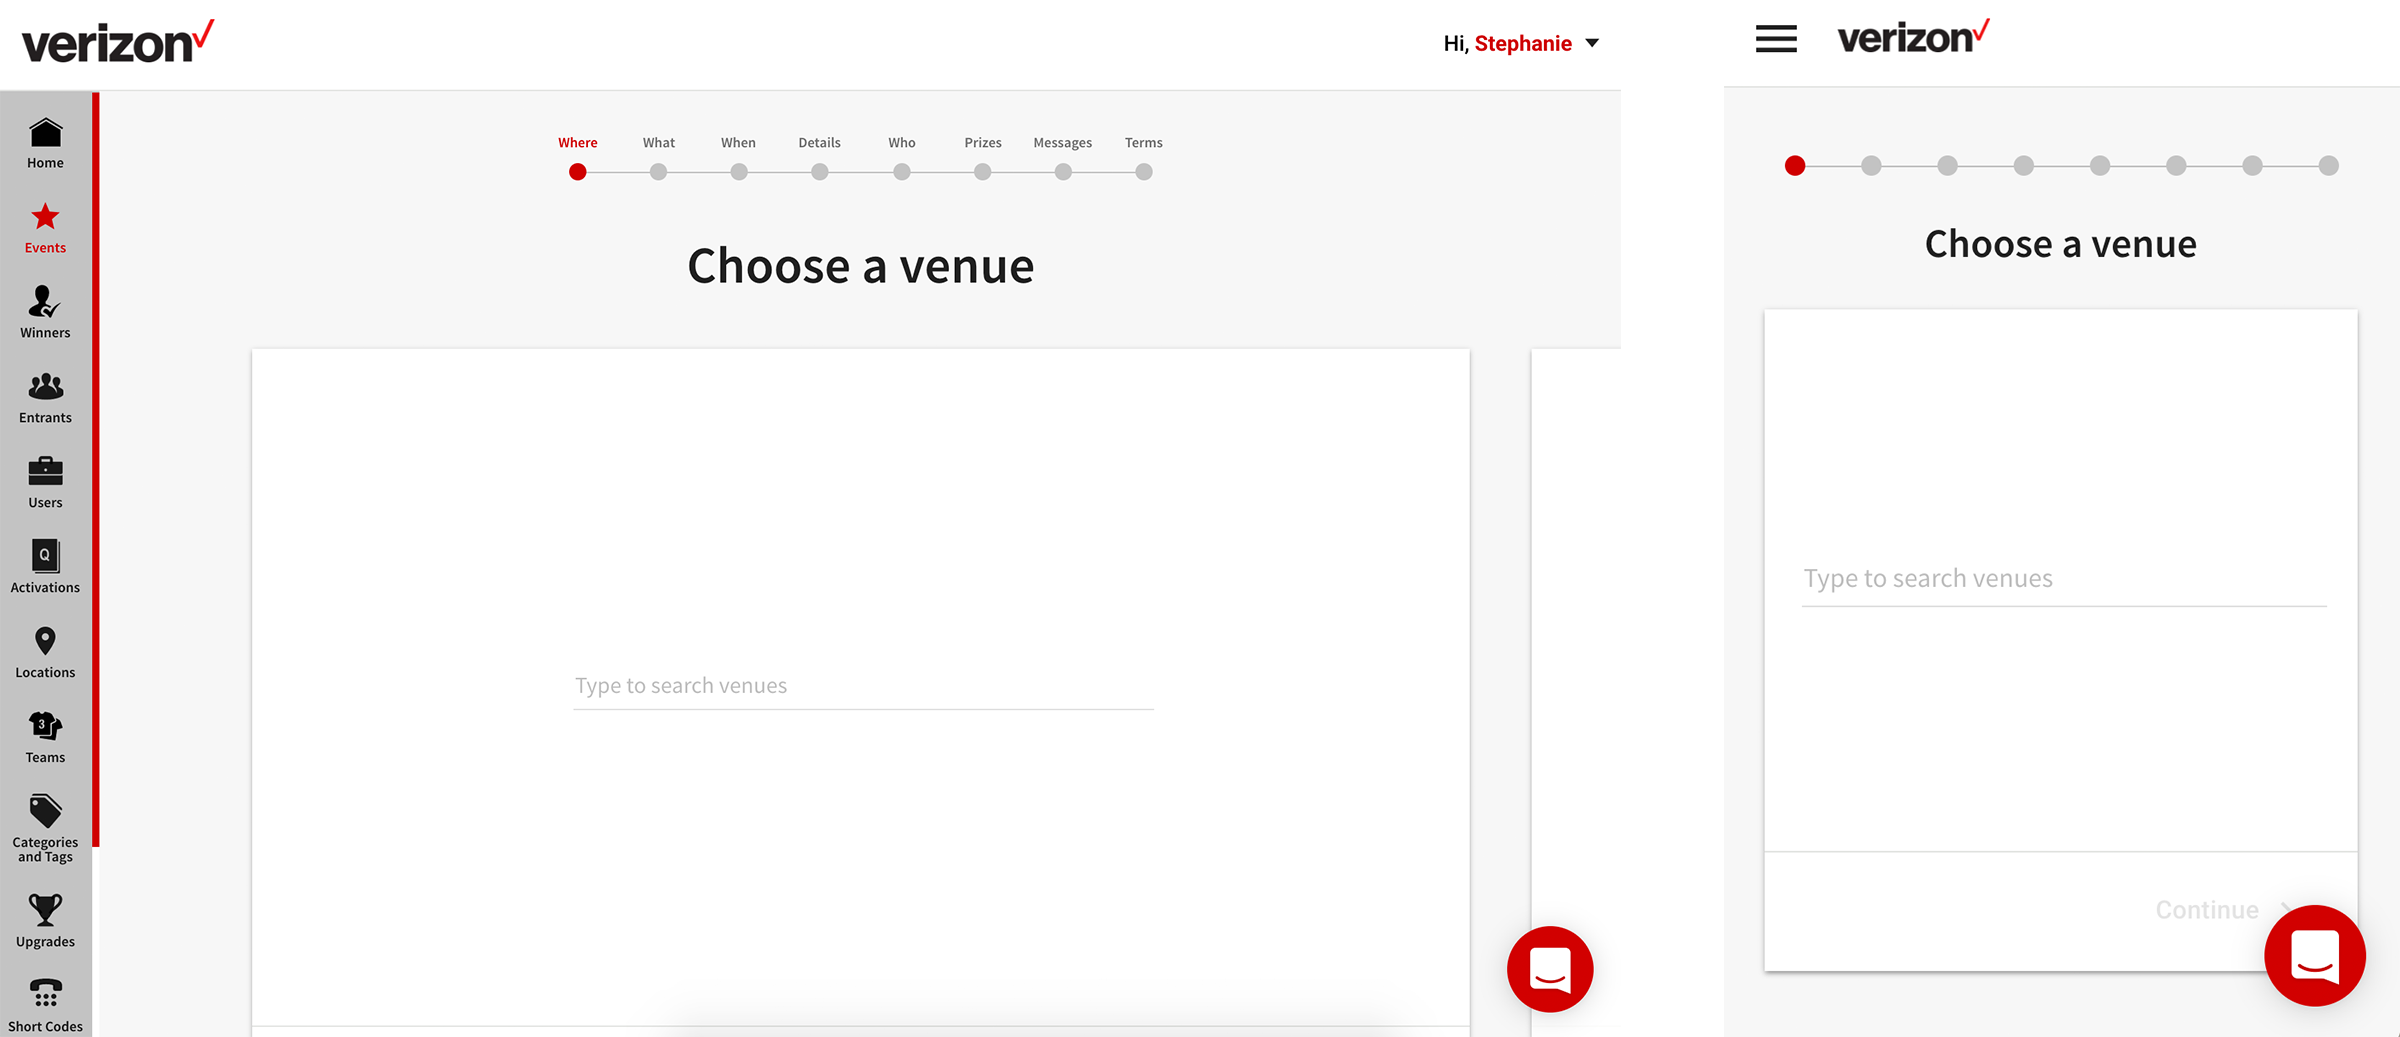 verizon
Hi, Stephanie
Home
Events
Winners
Entrants
Users
Q
Activations
Locations
3
Teams
Categories
and Tags
Upgrades
Short Codes
Where What When Details Who Prizes Messages Terms
Choose a venue
Type to search venues
verizon
Choose a venue
Type to search venues
Continue